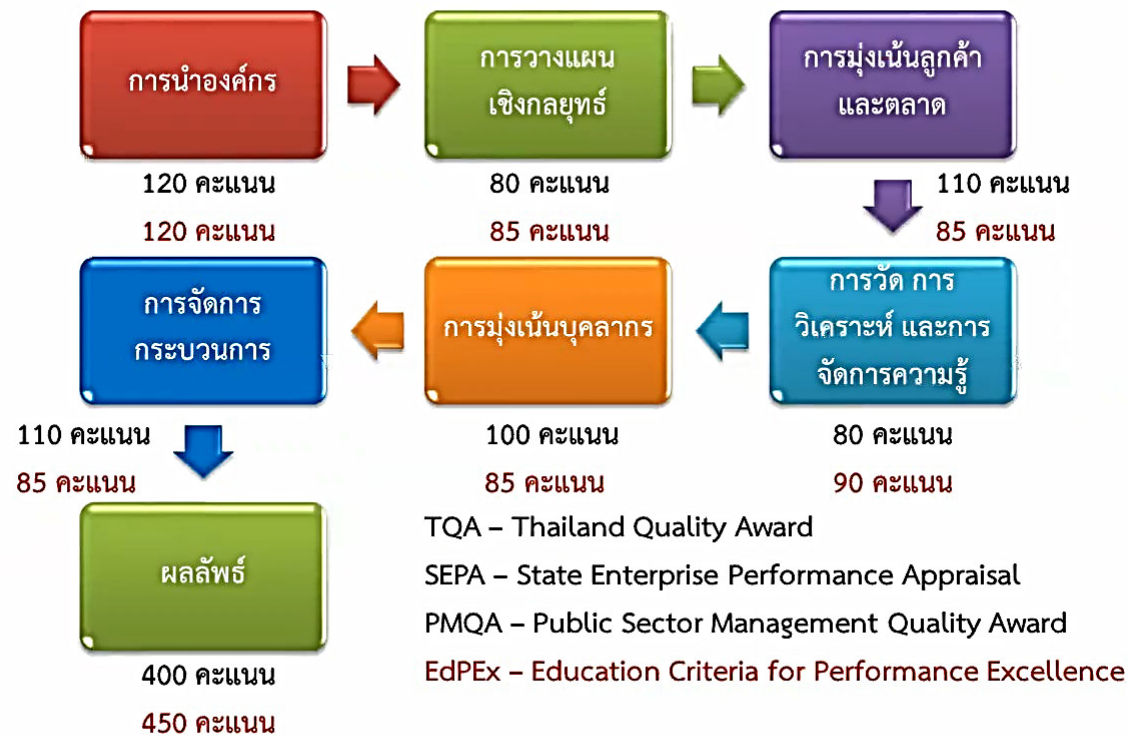 การนำองค์กร
120 คะแนน
120 คะแนน
การวางแผน
เชิงกลยุทธ์
80 คะแนน
85 คะแนน
การมุ่งเน้นลูกค้า
และตลาด
110 คะแนน
85 คะแนน
การวัด การ
วิเคราะห์ และการ
จัดการความรู้
80 คะแนน
90 คะแนน
การมุ่งเน้นบุคลากร
100 คะแนน
85 คะแนน
การจัดการ
กระบวนการ
110 คะแนน
85 คะแนน
ผลลัพธ์
400 คะแนน
450 คะแนน
TQA – Thailand Quality Award
SEPA – State Enterprise Performance Appraisal
PMQA – Public Sector Management Quality Award
EdPEx – Education Criteria for Performance Excellence